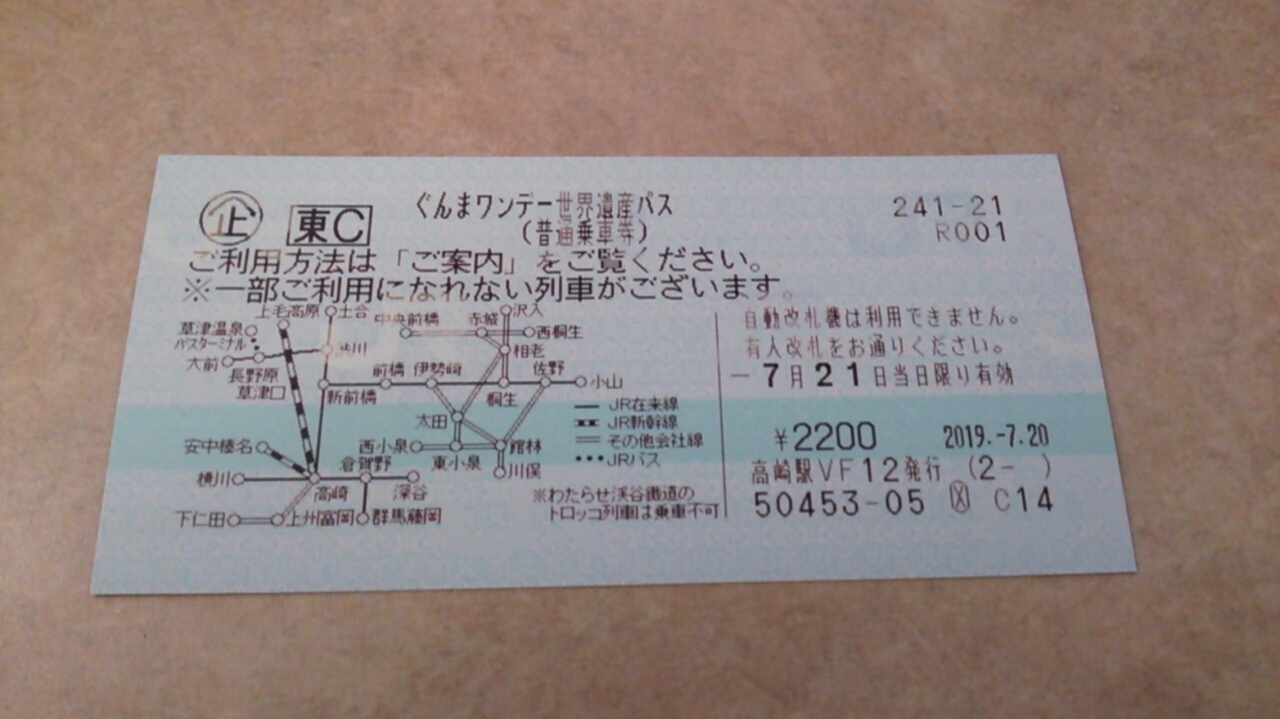 企 東C ぐんまワンデー世界遺産パス 241-21
(普通乗車券) R001
ご利用方法は「ご案内」をご覧ください。
※一部ご利用になれない列車がございます。
上毛高原 土合 中央前橋 赤城 沢入
草津温泉 西桐生
バスターミナル 渋川 相老
大前 長野原 前橋 伊勢崎 佐野
草津口 新前橋 桐生 小山
太田
安中榛名 西小泉 館林
倉賀野 東小泉 川俣
横川 高崎 深谷
下仁田 上州富岡 群馬藤岡
JR在来線
JR新幹線
その他会社線
JRバス
※わたらせ渓谷鐵道の
トロッコ列車は乗車不可
自動改札機は利用できません。
有人改札をお通りください。
-7月21日当日限り有効
¥2200 2019.-7.20
高崎駅VF12発行 (2- )
50453-05 Ⓧ C14